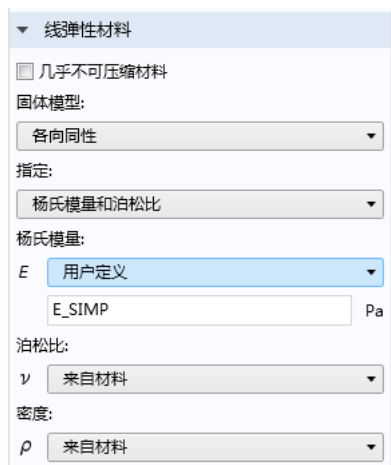 线弹性材料
几乎不可压缩材料
固体模型:
各向同性
指定:
杨氏模量和泊松比
杨氏模量:
E 用户定义
E_SIMP Pa
泊松比:
ν 来自材料
密度:
ρ 来自材料